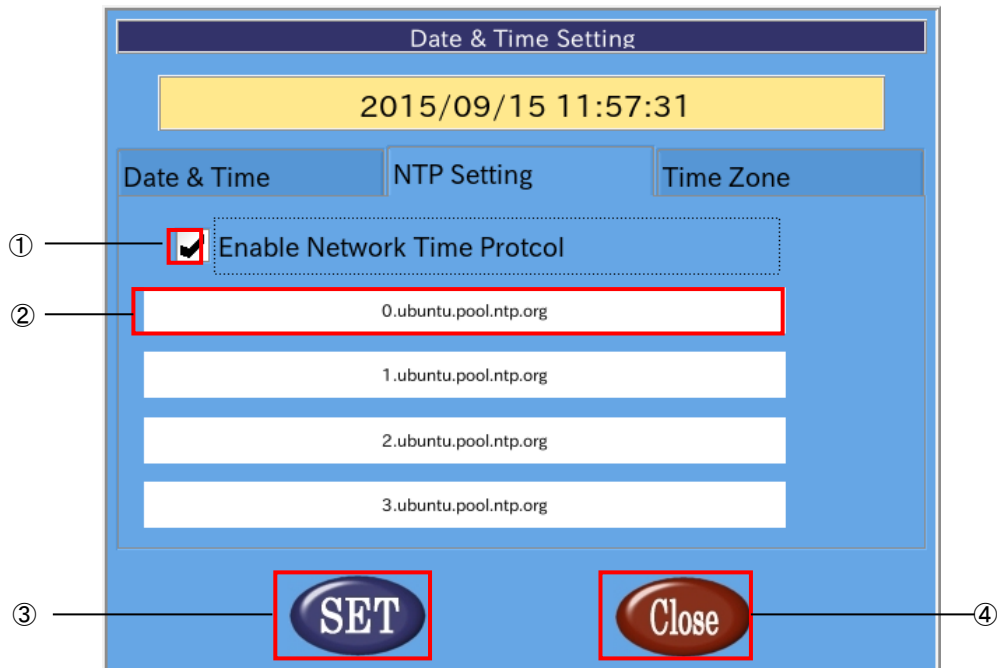 Date & Time Setting
2015/09/15 11:57:31
Date & Time NTP Setting Time Zone
① Enable Network Time Protcol
② 0.ubuntu.pool.ntp.org
1.ubuntu.pool.ntp.org
2.ubuntu.pool.ntp.org
3.ubuntu.pool.ntp.org
③ SET Close ④